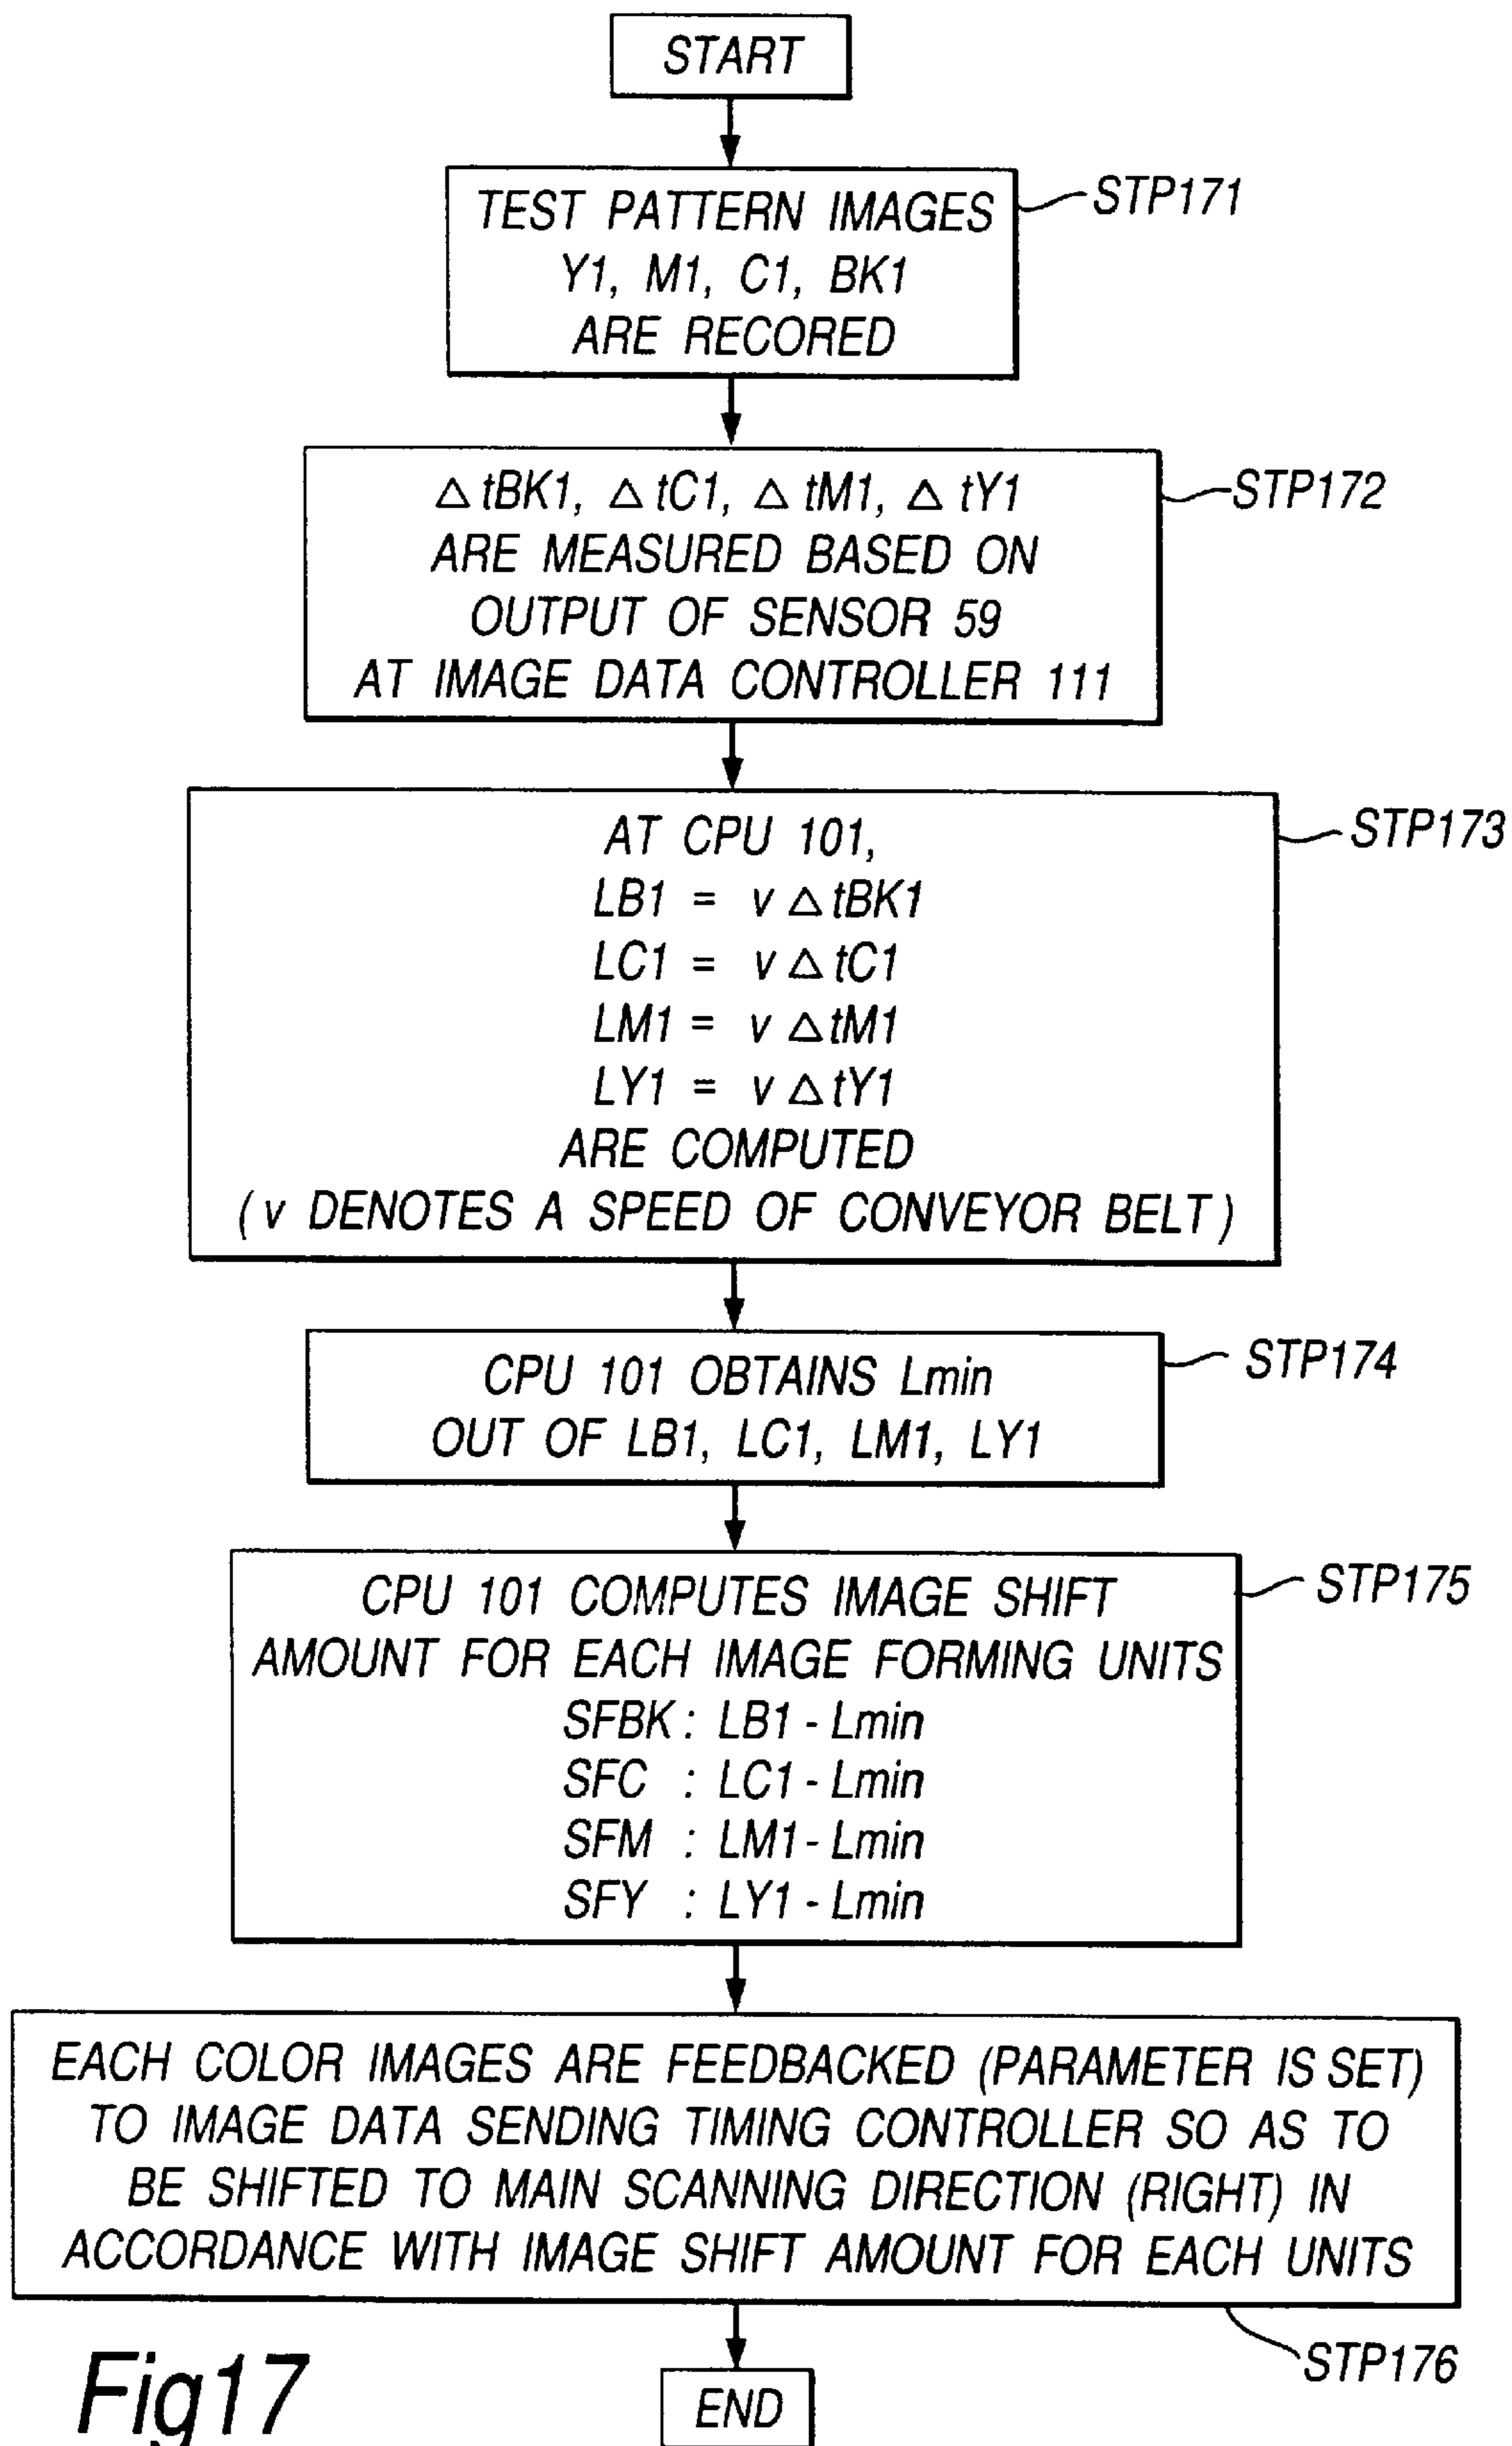 START
TEST PATTERN IMAGES
Y1, M1, C1, BK1
ARE RECORED
STP171
△tBK1, △tC1, △tM1, △tY1
ARE MEASURED BASED ON
OUTPUT OF SENSOR 59
AT IMAGE DATA CONTROLLER 111
STP172
AT CPU 101,
LB1 = v△tBK1
LC1 = v△tC1
LM1 = v△tM1
LY1 = v△tY1
ARE COMPUTED
(v DENOTES A SPEED OF CONVEYOR BELT)
STP173
CPU 101 OBTAINS Lmin
OUT OF LB1, LC1, LM1, LY1
STP174
CPU 101 COMPUTES IMAGE SHIFT
AMOUNT FOR EACH IMAGE FORMING UNITS
SFBK : LB1 - Lmin
SFC : LC1 - Lmin
SFM : LM1 - Lmin
SFY : LY1 - Lmin
STP175
EACH COLOR IMAGES ARE FEEDBACKED (PARAMETER IS SET)
TO IMAGE DATA SENDING TIMING CONTROLLER SO AS TO
BE SHIFTED TO MAIN SCANNING DIRECTION (RIGHT) IN
ACCORDANCE WITH IMAGE SHIFT AMOUNT FOR EACH UNITS
STP176
END
Fig17